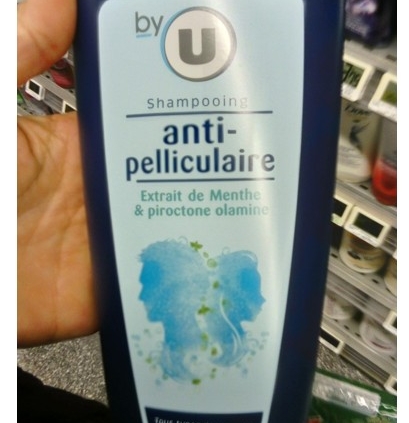 by
U
Shampooing
anti-
pelliculaire
Extrait de Menthe
& piroctone olamine